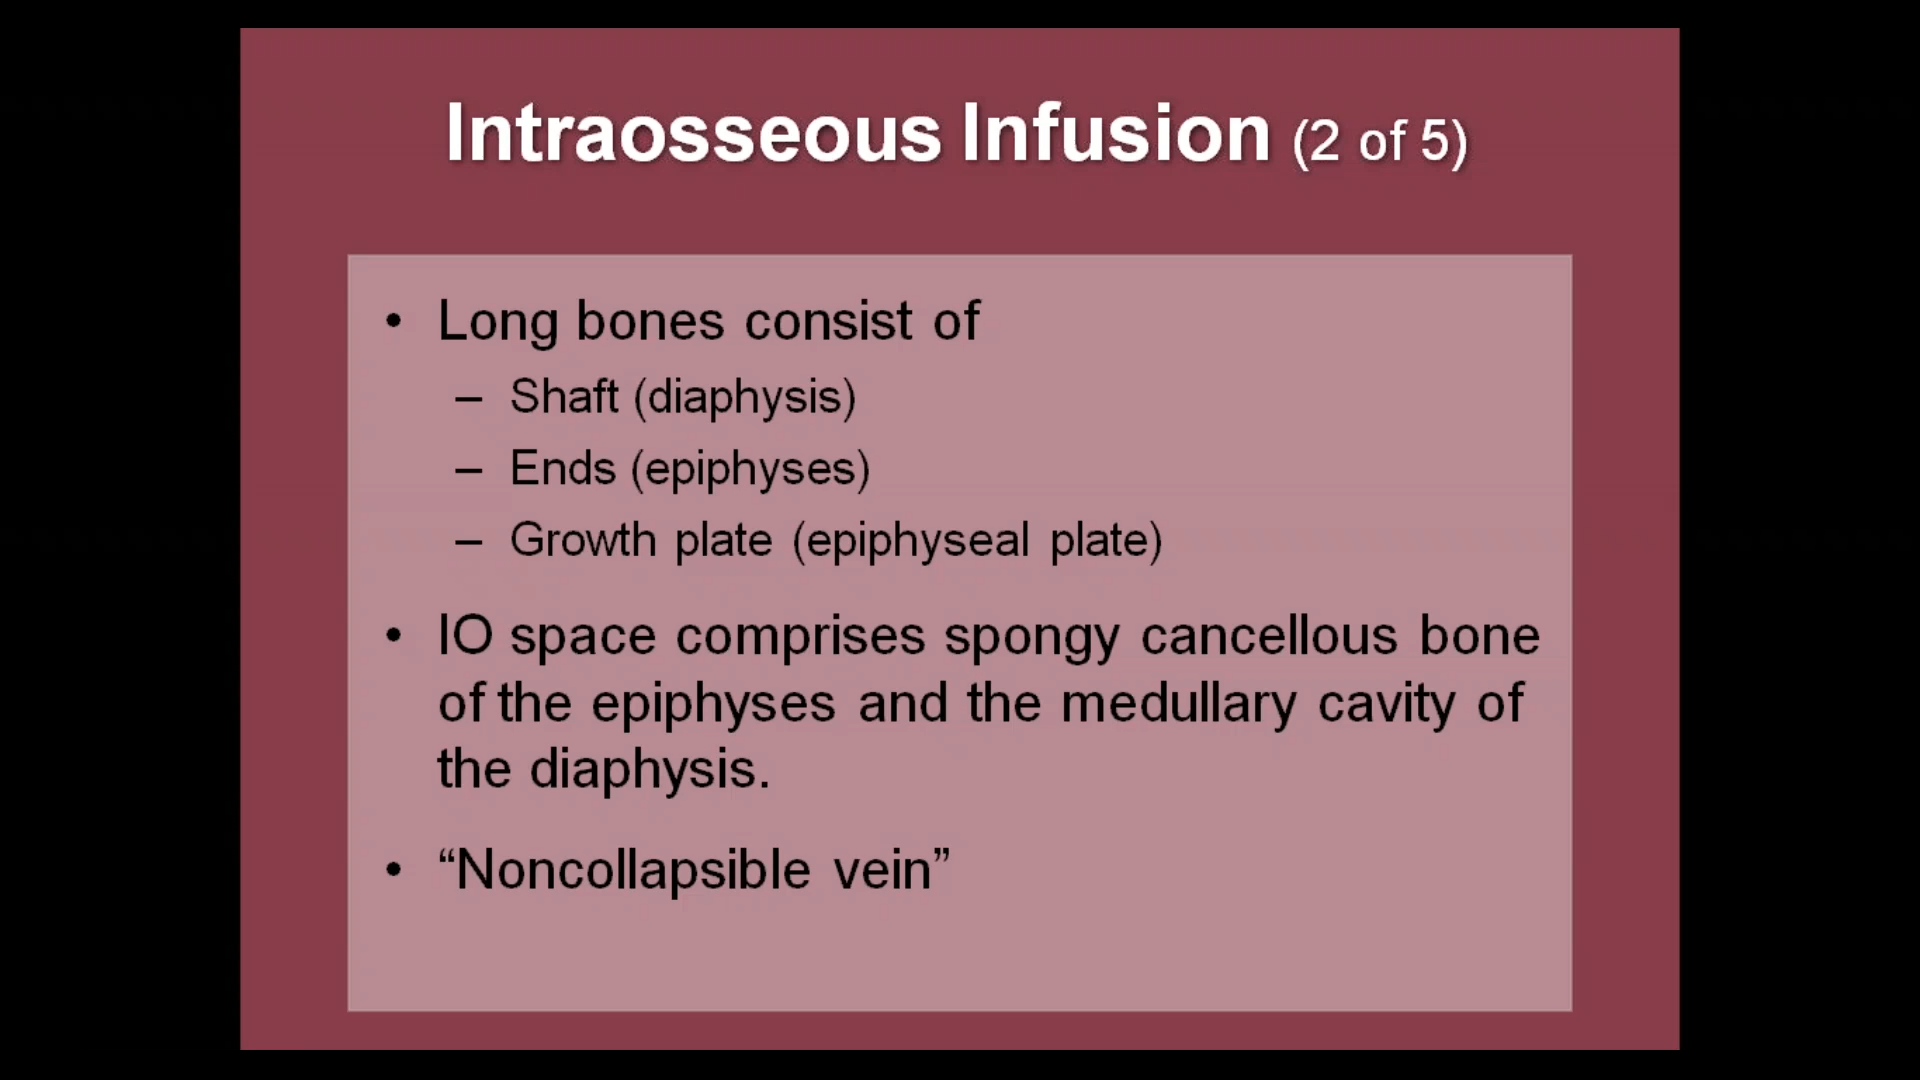 Intraosseous Infusion (2 of 5)
• Long bones consist of
– Shaft (diaphysis)
– Ends (epiphyses)
– Growth plate (epiphyseal plate)
• IO space comprises spongy cancellous bone
of the epiphyses and the medullary cavity of
the diaphysis.
• “Noncollapsible vein”